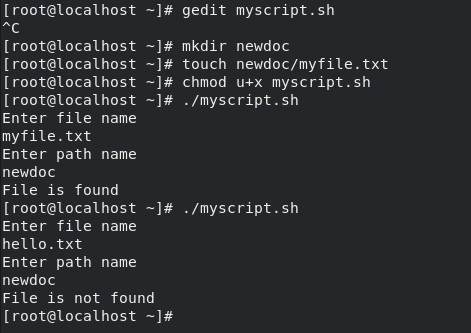 [root@localhost ~]# gedit myscript.sh
^C
[root@localhost ~]# mkdir newdoc
[root@localhost ~]# touch newdoc/myfile.txt
[root@localhost ~]# chmod u+x myscript.sh
[root@localhost ~]# ./myscript.sh
Enter file name
myfile.txt
Enter path name
newdoc
File is found
[root@localhost ~]# ./myscript.sh
Enter file name
hello.txt
Enter path name
newdoc
File is not found
[root@localhost ~]#